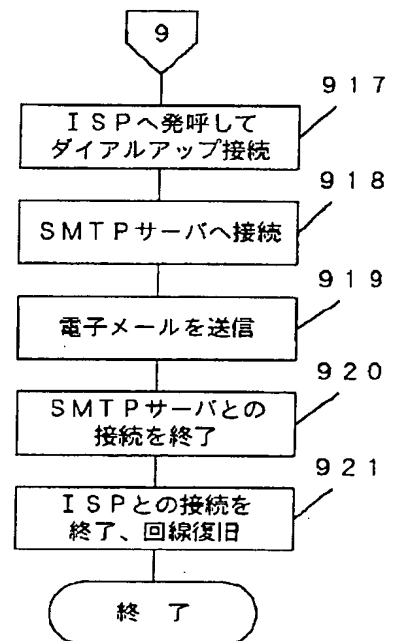 9
917
ISPへ発呼して
ダイアルアップ接続
918
SMTPサーバへ接続
919
電子メールを送信
920
SMTPサーバとの
接続を終了
921
ISPとの接続を
終了、回線復旧
終了